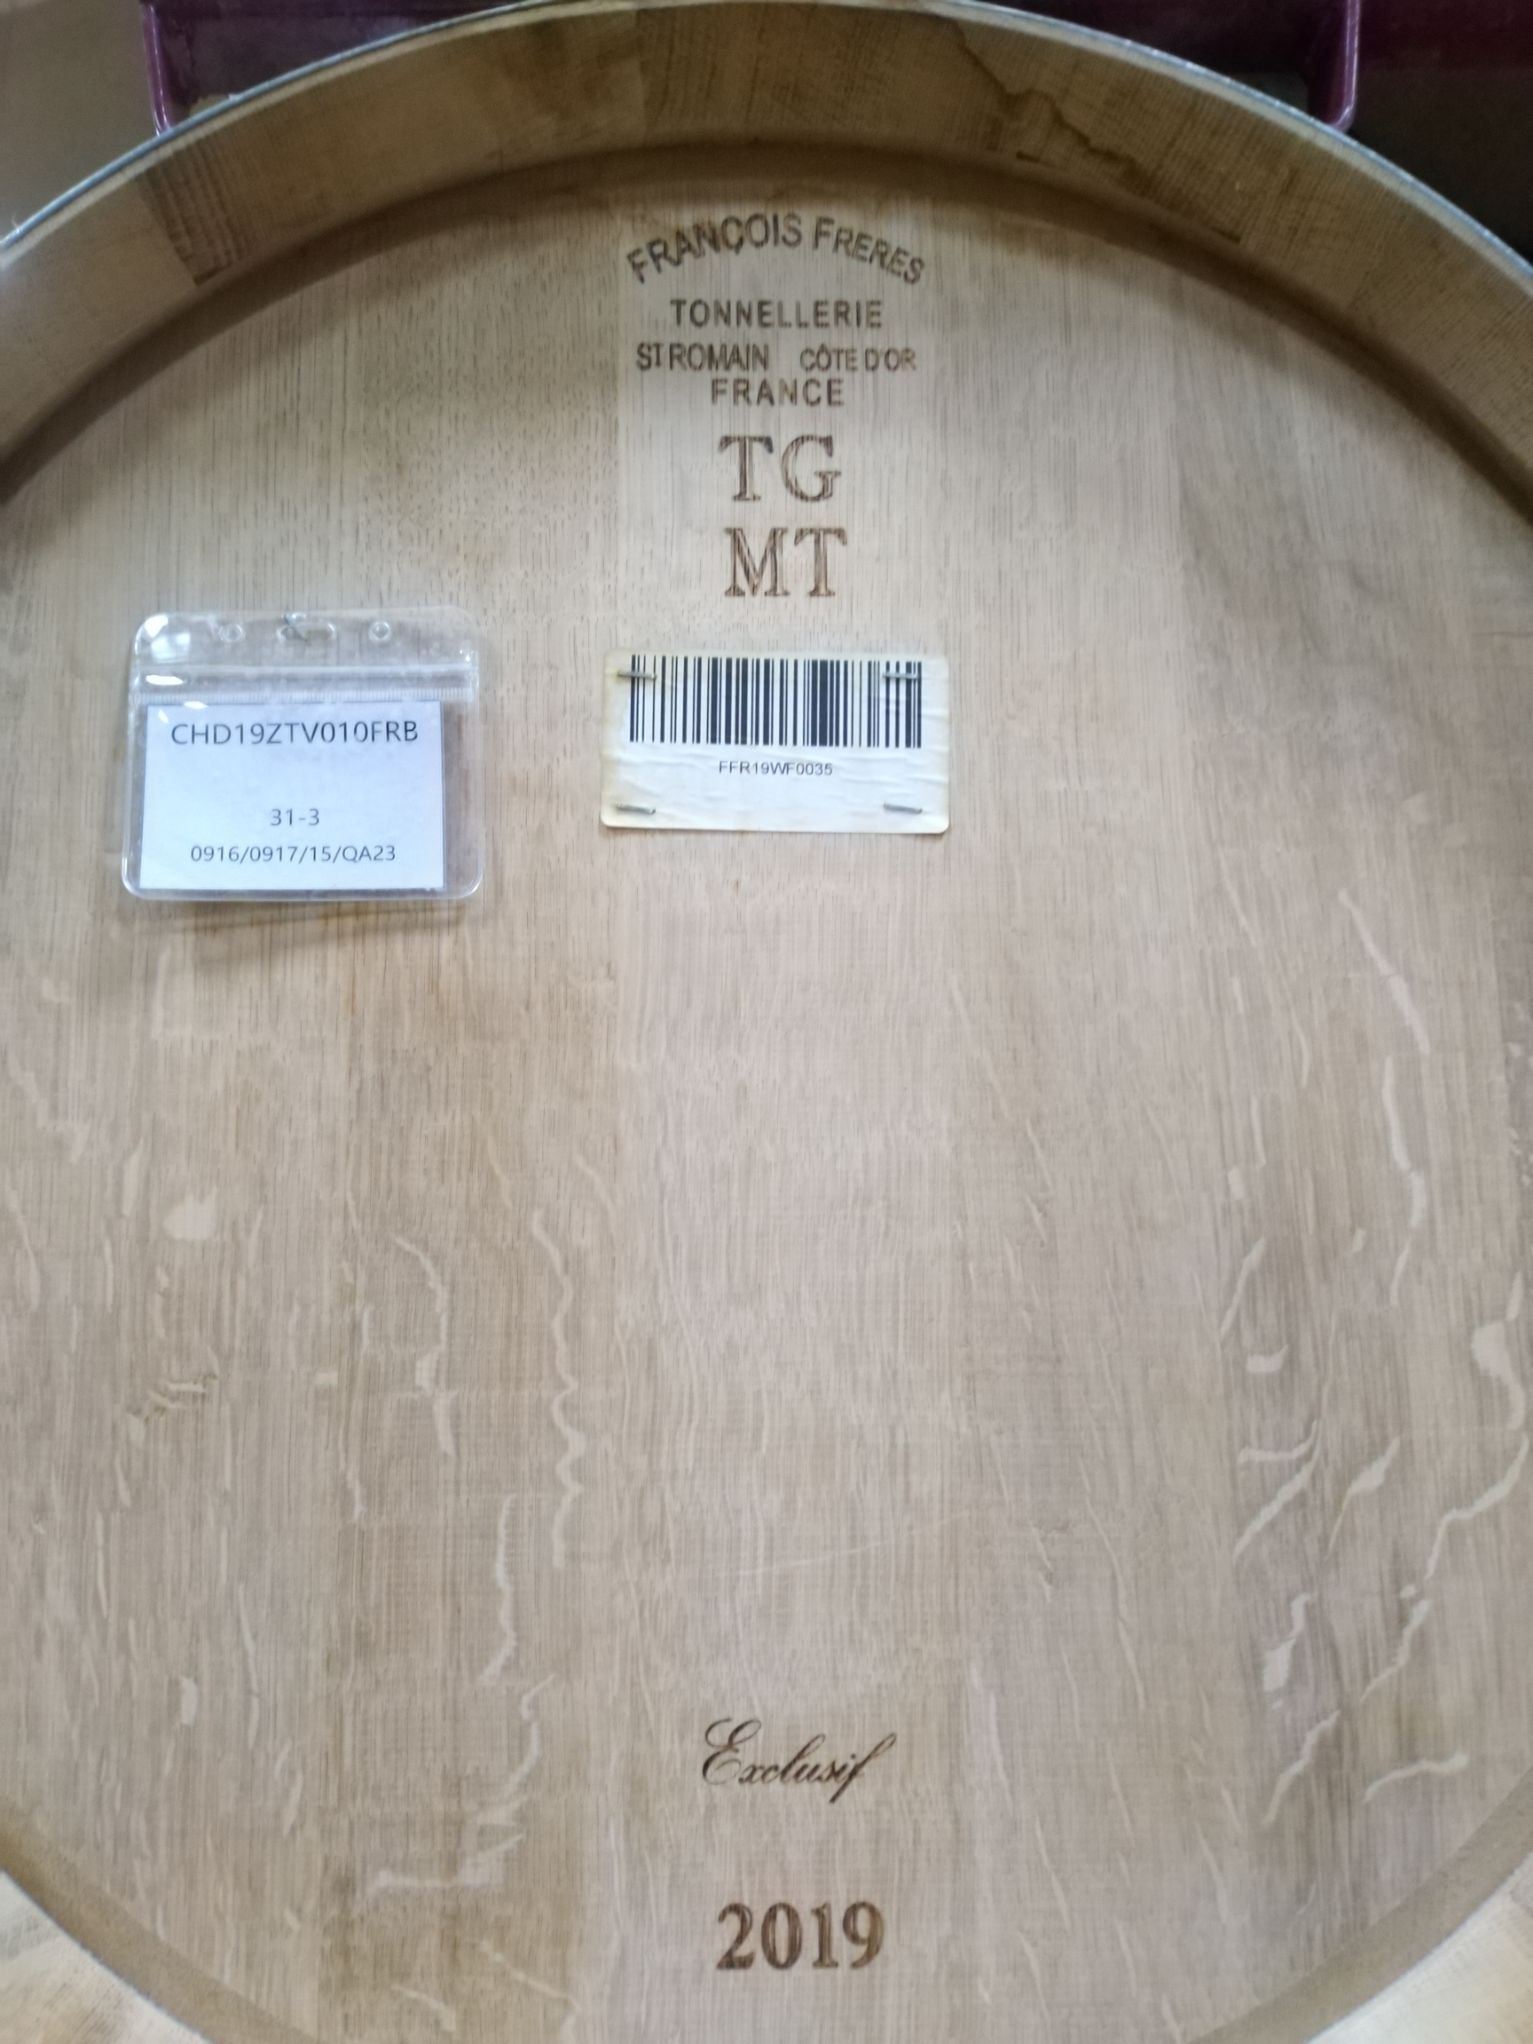 FRANÇOIS FRERES
TONNELLERIE
ST ROMAIN CÔTE D'OR
FRANCE
TG
MT
CHD19ZTV010FRB
31-3
0916/0917/15/QA23
FFR19WF0035
Exclusif
2019